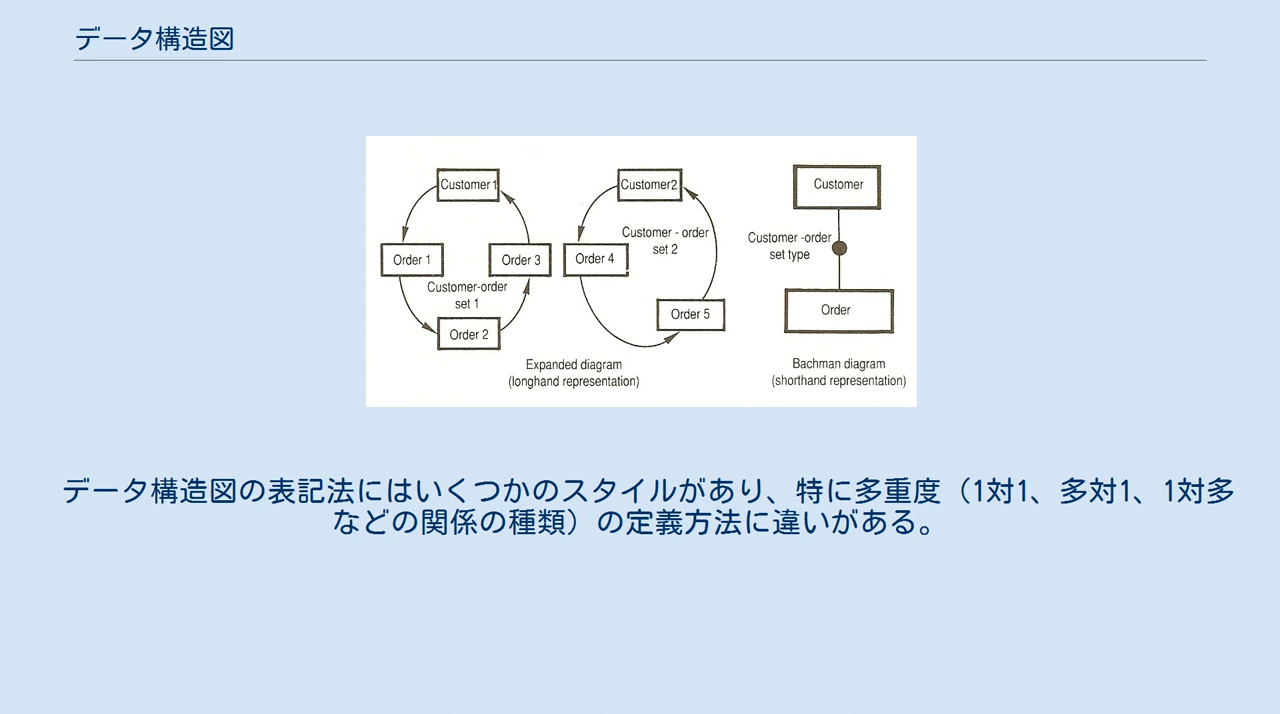 データ構造図
Customer1
Customer2
Customer
Order 1
Order 3
Order 4
Customer - order
set 2
Customer -order
set type
Customer-order
set 1
Order 2
Order 5
Order
Expanded diagram
(longhand representation)
Bachman diagram
(shorthand representation)
データ構造図の表記法にはいくつかのスタイルがあり、特に多重度（1対1、多対1、1対多
などの関係の種類）の定義方法に違いがある。